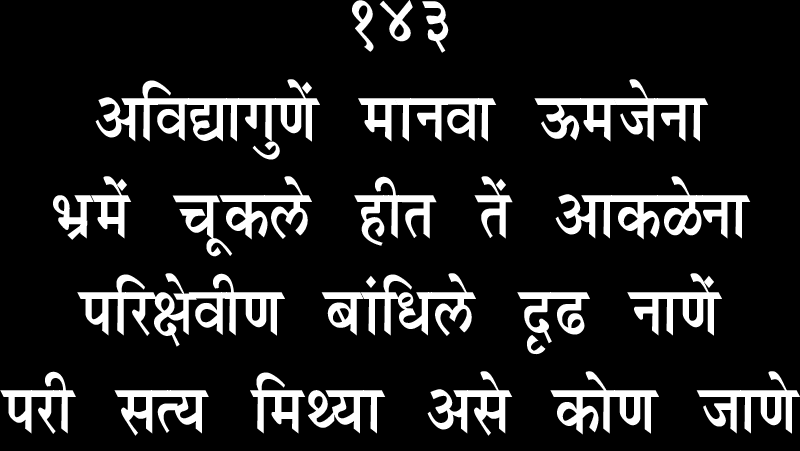 १४३
अविद्यागुणें मानवा ऊमजेना
भ्रमें चूकले हीत तें आकळेना
परिक्षेवीण बांधिले दृढ नाणें
परी सत्य मिथ्या असे कोण जाणे